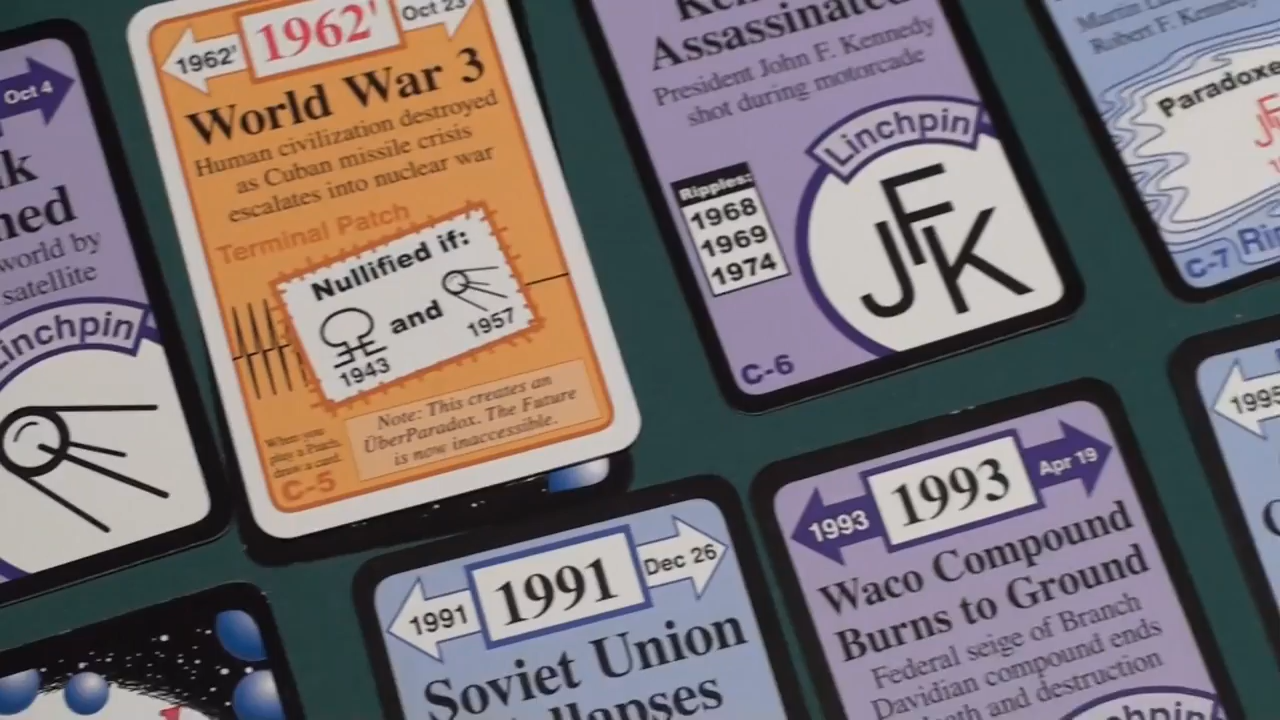 Oct 4
world by
satellite
Linchpin
1962'
1962'
Oct 23
World War 3
Human civilization destroyed
as Cuban missile crisis
escalates into nuclear war
Terminal Patch
Nullified if:
and
1943
1957
When you
play a Patch,
draw a card.
Note: This creates an
ÜberParadox. The Future
is now inaccessible.
C-5
Assassinated
President John F. Kennedy
shot during motorcade
Linchpin
Ripples:
1968
1969
1974
JFK
C-6
Robert F. Kennedy
C-7
1991
1991
Dec 26
Soviet Union
1993
1993
Apr 19
Waco Compound
Burns to Ground
Federal seige of Branch
Davidian compound ends
and destruction
1995